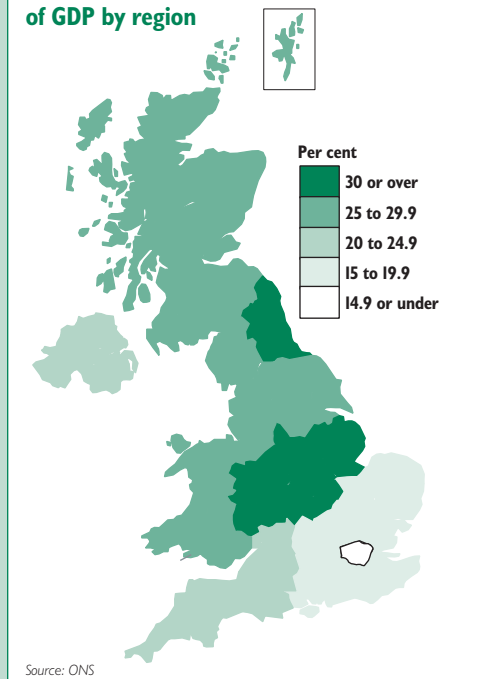 of GDP by region
Per cent
30 or over
25 to 29.9
20 to 24.9
15 to 19.9
14.9 or under
Source: ONS